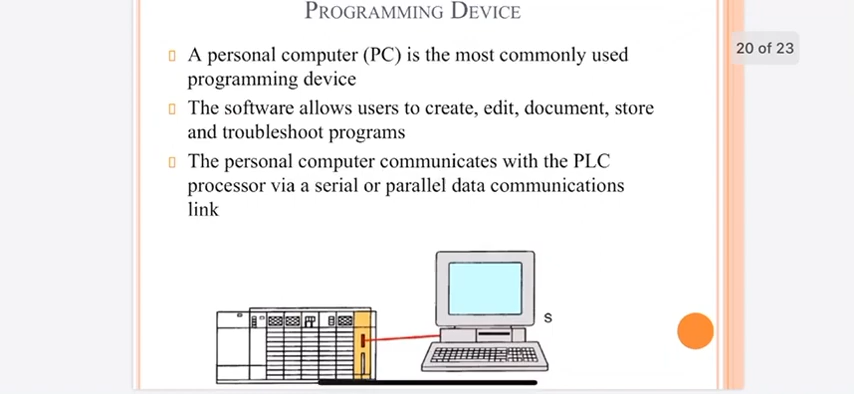 PROGRAMMING DEVICE
20 of 23
A personal computer (PC) is the most commonly used
programming device
The software allows users to create, edit, document, store
and troubleshoot programs
The personal computer communicates with the PLC
processor via a serial or parallel data communications
link
S